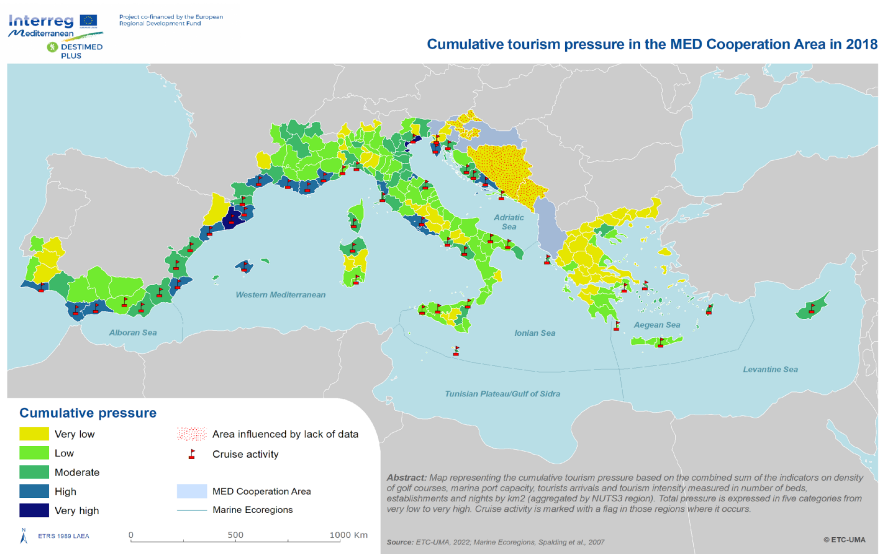 Interreg
Mediterranean
DESTIMED
PLUS
Project co-financed by the European
Regional Development Fund
Cumulative tourism pressure in the MED Cooperation Area in 2018
Adriatic
Sea
Western Mediterranean
Alboran Sea
Ionian Sea
Aegean Sea
Levantine Sea
Tunisian Plateau/Gulf of Sidra
Cumulative pressure
Very low
Low
Moderate
High
Very high
Area influenced by lack of data
Cruise activity
MED Cooperation Area
Marine Ecoregions
N
ETRS 1989 LAEA
0 500 1000 Km
Abstract: Map representing the cumulative tourism pressure based on the combined sum of the indicators on density
of golf courses, marina port capacity, tourists arrivals and tourism intensity measured in number of beds,
establishments and nights by km2 (aggregated by NUTS3 region). Total pressure is expressed in five categories from
very low to very high. Cruise activity is marked with a flag in those regions where it occurs.
Source: ETC-UMA, 2022; Marine Ecoregions, Spalding et al., 2007
© ETC-UMA